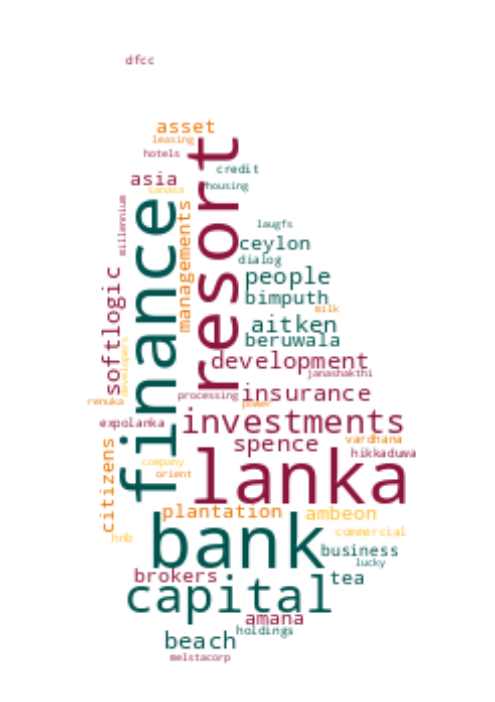 dfcc
asset
leasing
resort
hotels
credit
asia
housing
sanasa
millennium
finance
managements
laugfs
ceylon
dialog
people
softlogic
bimputh
milk
aitken
beruwala
developers
development
janashakthi
processing
insurance
renuka
power
investments
expolanka
spence
vardhana
citizens
hikkaduwa
lanka
company
orient
plantation
ambeon
bank
commercial
hnb
business
lucky
brokers
tea
capital
amana
holdings
beach
melstacorp